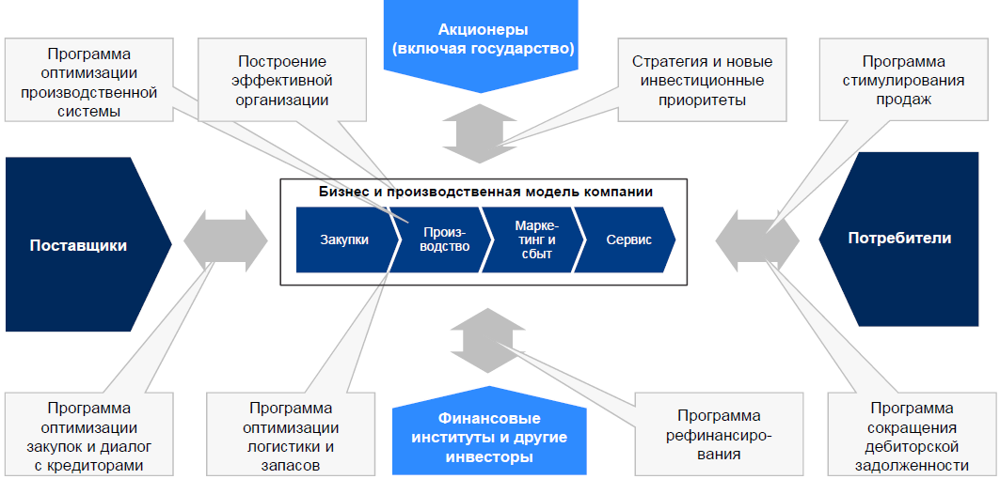 Акционеры
(включая государство)
Программа
оптимизации
производственной
системы
Построение
эффективной
организации
Стратегия и новые
инвестиционные
приоритеты
Программа
стимулирования
продаж
Поставщики
Бизнес и производственная модель компании
Закупки
Произ-
водство
Марке-
тинг и
сбыт
Сервис
Потребители
Программа
оптимизации
закупок и диалог
с кредиторами
Программа
оптимизации
логистики и
запасов
Финансовые
институты и другие
инвесторы
Программа
рефинансиро-
вания
Программа
сокращения
дебиторской
задолженности